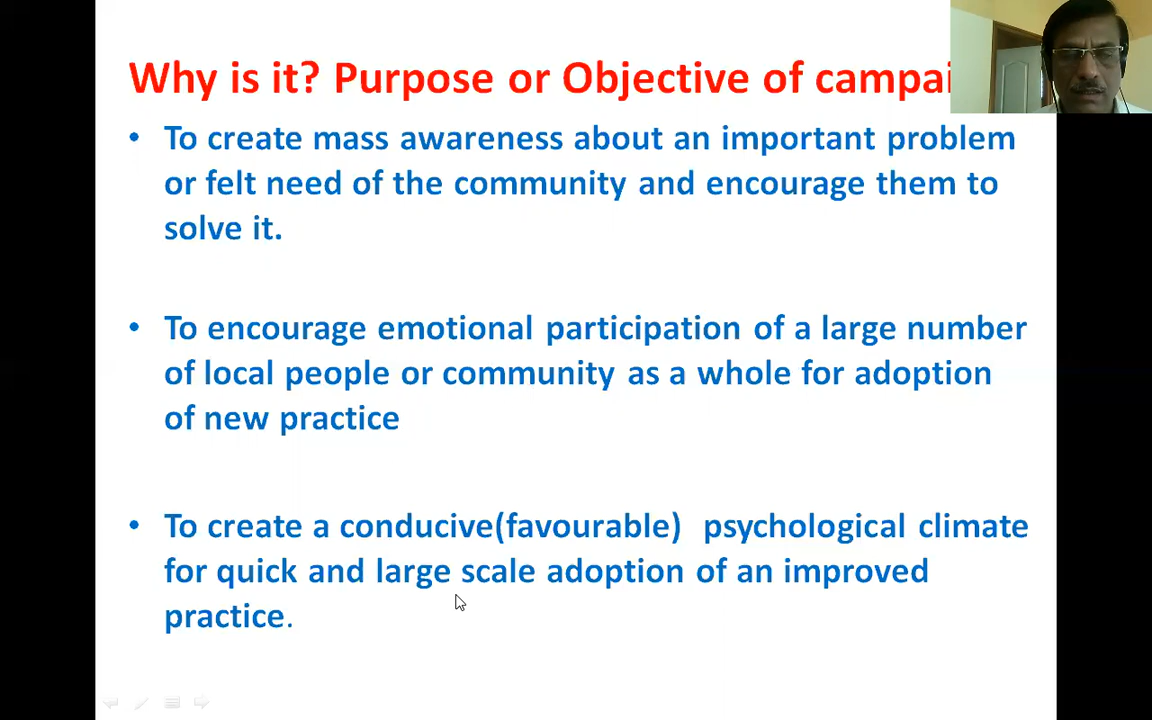 Why is it? Purpose or Objective of campai
• To create mass awareness about an important problem
or felt need of the community and encourage them to
solve it.
• To encourage emotional participation of a large number
of local people or community as a whole for adoption
of new practice
• To create a conducive(favourable) psychological climate
for quick and large scale adoption of an improved
practice.